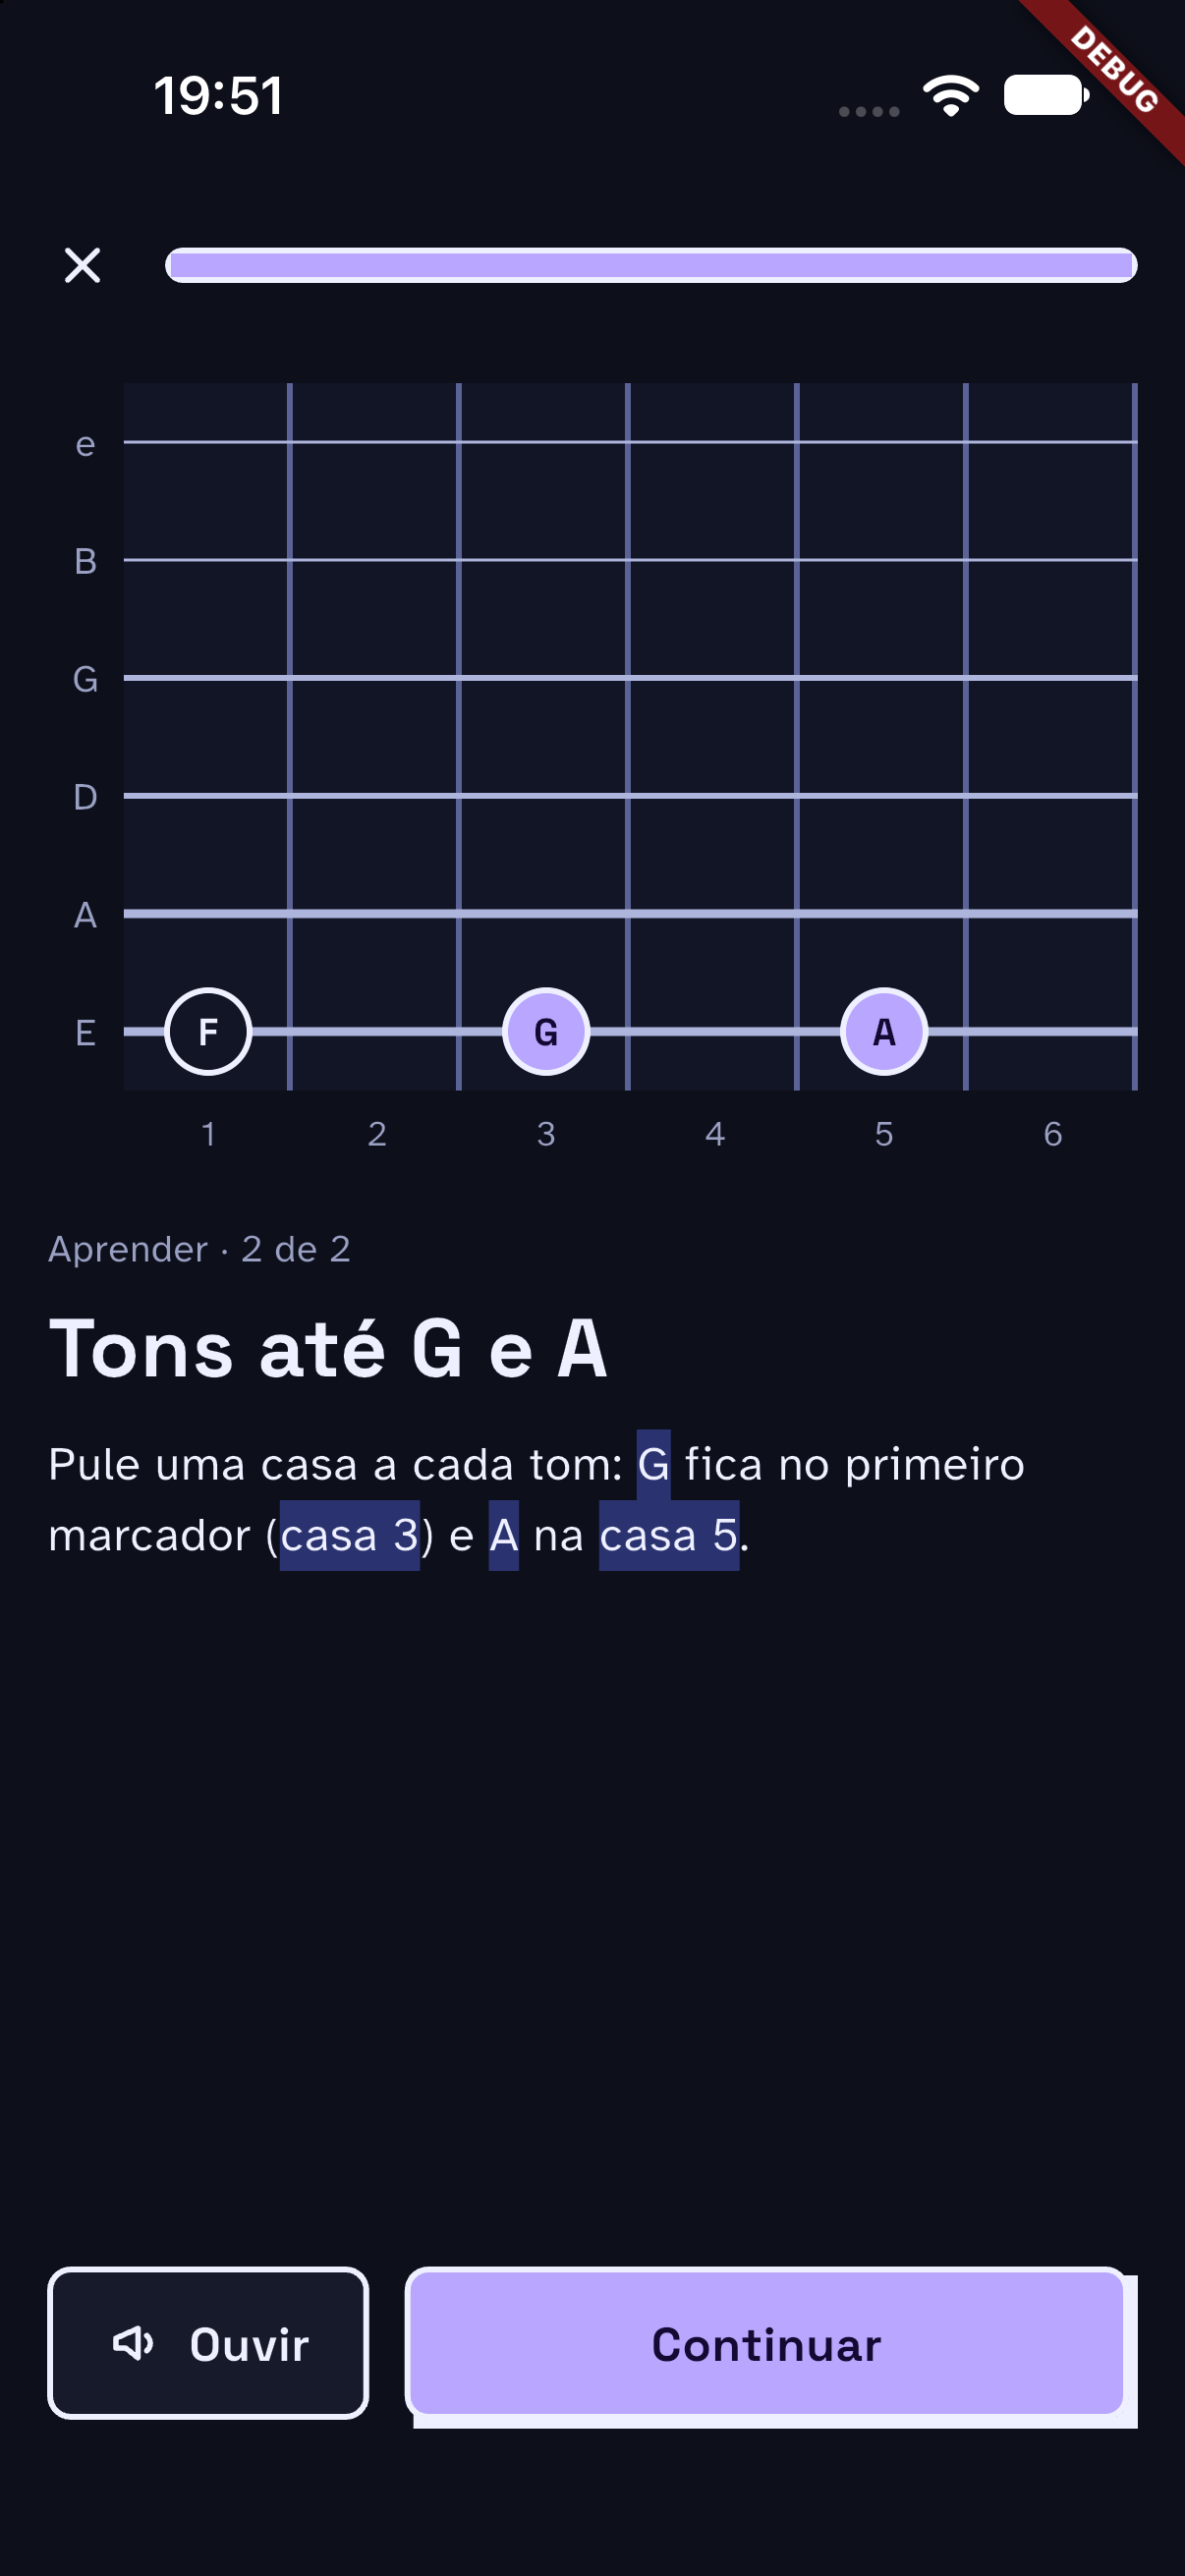 19:51
DEBUG
e
B
G
D
A
E F G A
1 2 3 4 5 6
Aprender · 2 de 2
Tons até G e A
Pule uma casa a cada tom: G fica no primeiro
marcador (casa 3) e A na casa 5.
Ouvir
Continuar